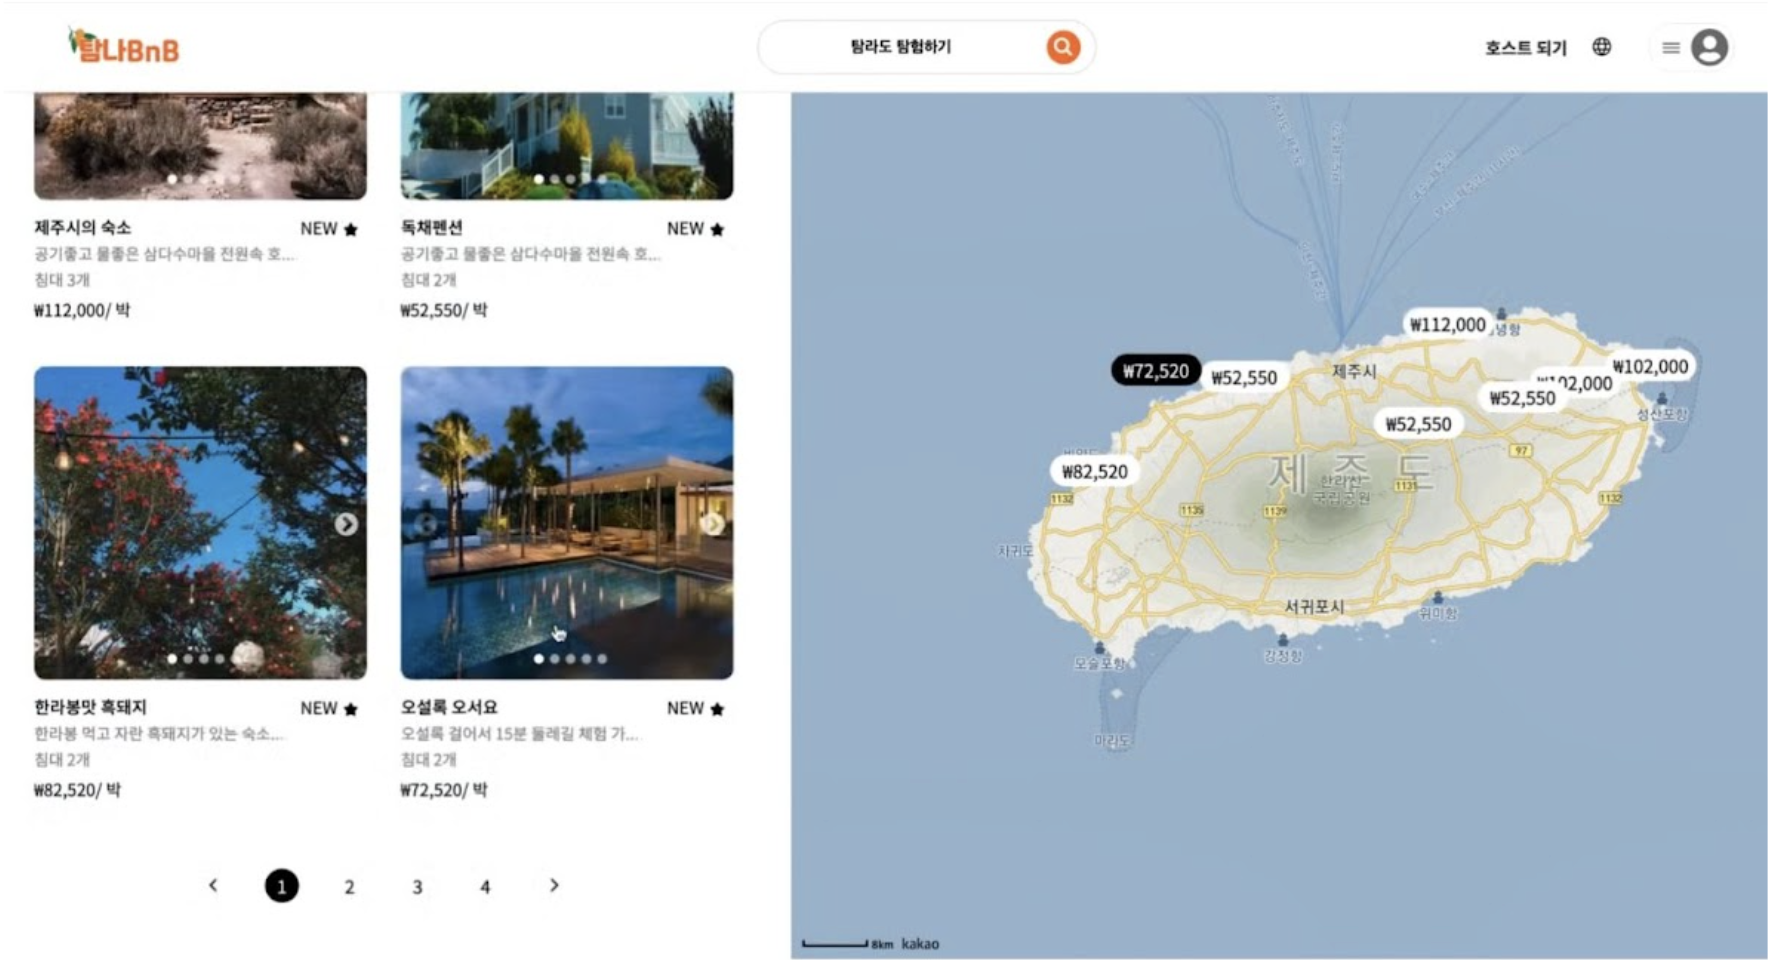 탐나BnB
탐라도 탐험하기
호스트 되기
제주시의 숙소
NEW ★
공기좋고 물좋은 삼다수마을 전원속 호...
침대 3개
₩112,000/ 박
독채펜션
NEW ★
공기좋고 물좋은 삼다수마을 전원속 호...
침대 2개
₩52,550/ 박
한라봉맛 흑돼지
NEW ★
한라봉 먹고 자란 흑돼지가 있는 숙소...
침대 2개
₩82,520/ 박
오설록 오서요
NEW ★
오설록 걸어서 15분 둘레길 체험 가...
침대 2개
₩72,520/ 박
1 2 3 4
₩112,000
₩72,520
₩52,550
제주시
₩102,000
₩102,000
₩52,550
성산포항
₩52,550
₩82,520
97
제 주 도
한라산
국립공원
1131
1132
1132
1135
1139
차귀도
서귀포시
위미항
강정항
모슬포항
마라도
8km kakao